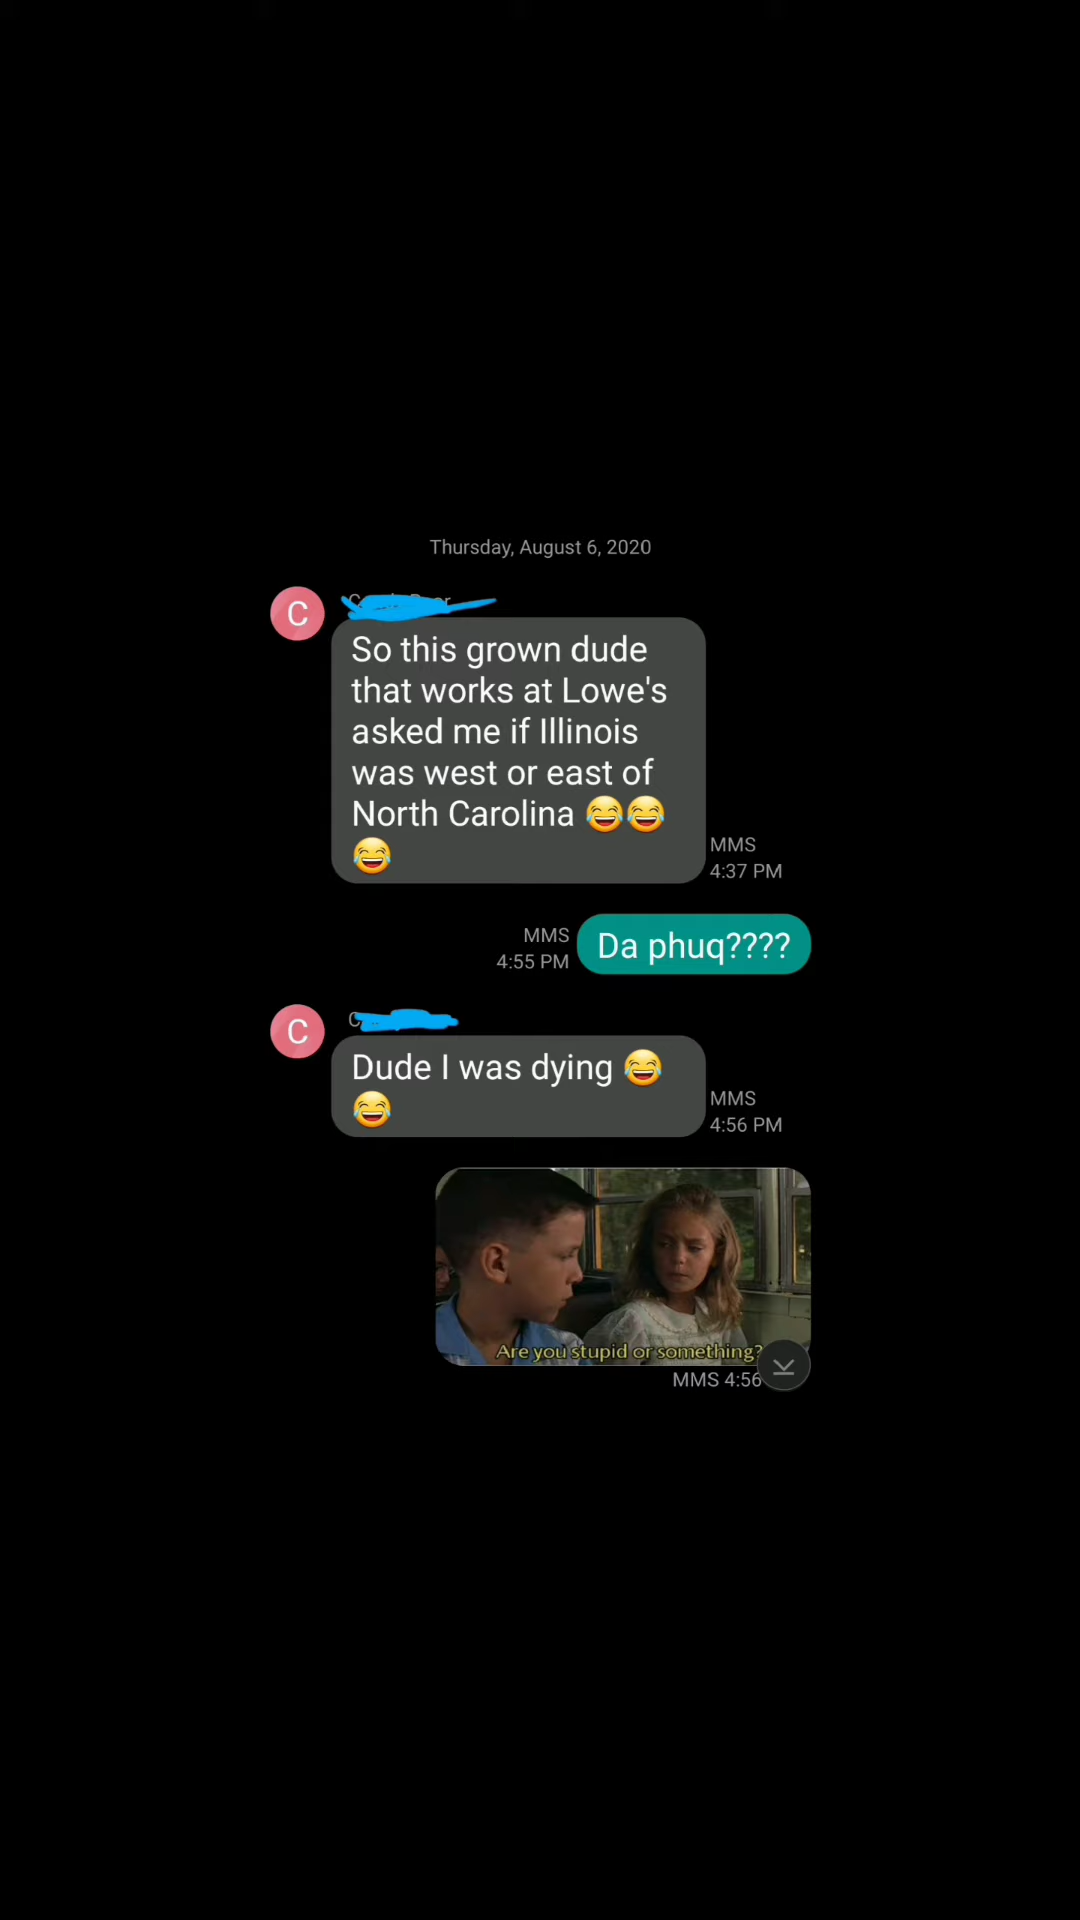 Thursday, August 6, 2020
C
So this grown dude
that works at Lowe's
asked me if Illinois
was west or east of
North Carolina 😂😂
😂
MMS
4:37 PM
MMS
4:55 PM
Da phuq????
C
C
Dude I was dying 😂
😂
MMS
4:56 PM
Are you stupid or something?
MMS 4:56